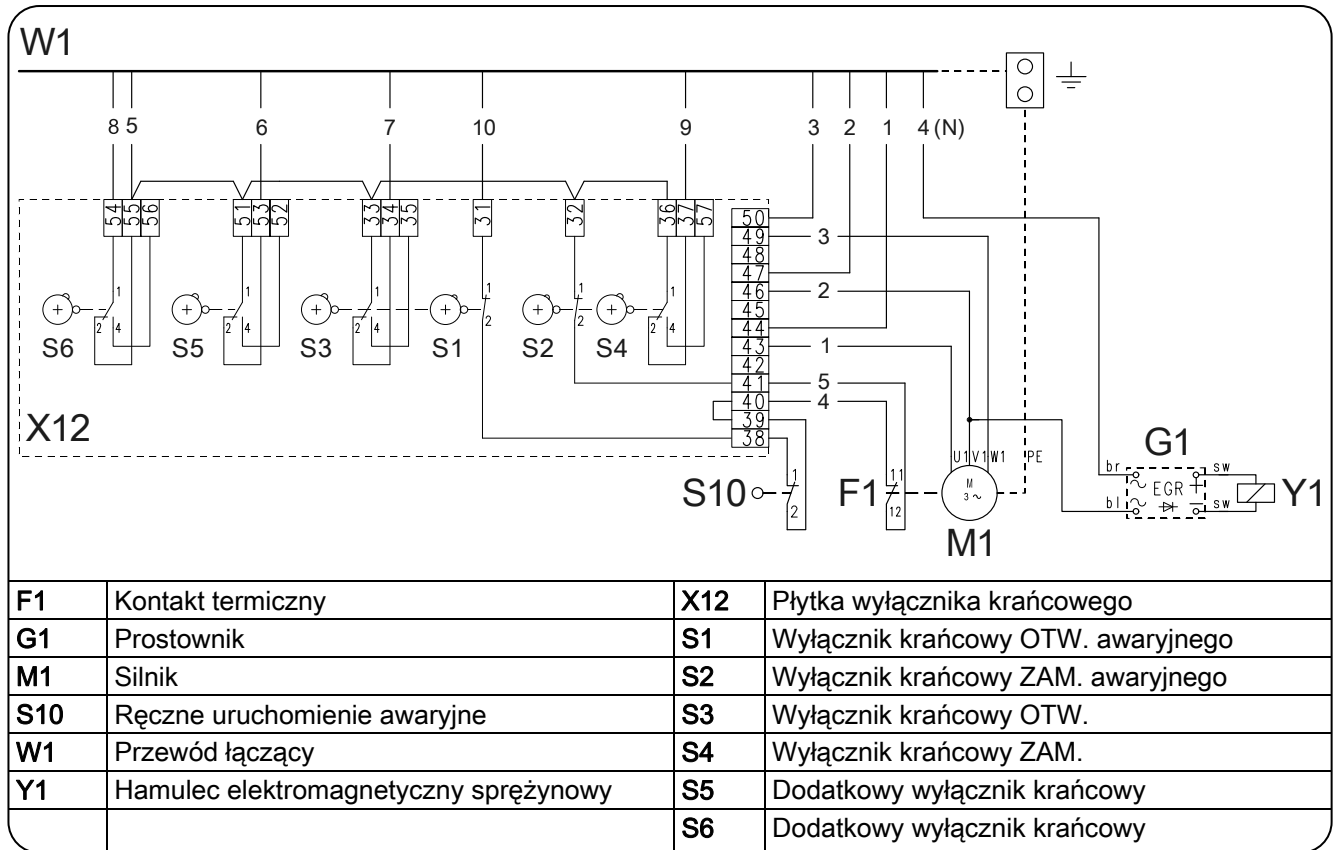 W1
8 5 6 7 10 9 3 2 1 4 (N)
54 55 56 51 53 52 33 34 35 31 32 36 37 57
50
49 3
48
47
46 2
45
44
43 1
42
41 5
40 4
39
38
1 1 1 1 1
2 4 2 4 2 4 2 2 2 4
S6 S5 S3 S1 S2 S4
X12
U1 V1 W1 PE
G1
br sw
EGR
bl sw
Y1
S10 1
2
F1 11
12
M
3 ~
M1
F1 Kontakt termiczny X12 Płytka wyłącznika krańcowego
G1 Prostownik S1 Wyłącznik krańcowy OTW. awaryjnego
M1 Silnik S2 Wyłącznik krańcowy ZAM. awaryjnego
S10 Ręczne uruchomienie awaryjne S3 Wyłącznik krańcowy OTW.
W1 Przewód łączący S4 Wyłącznik krańcowy ZAM.
Y1 Hamulec elektromagnetyczny sprężynowy S5 Dodatkowy wyłącznik krańcowy
S6 Dodatkowy wyłącznik krańcowy